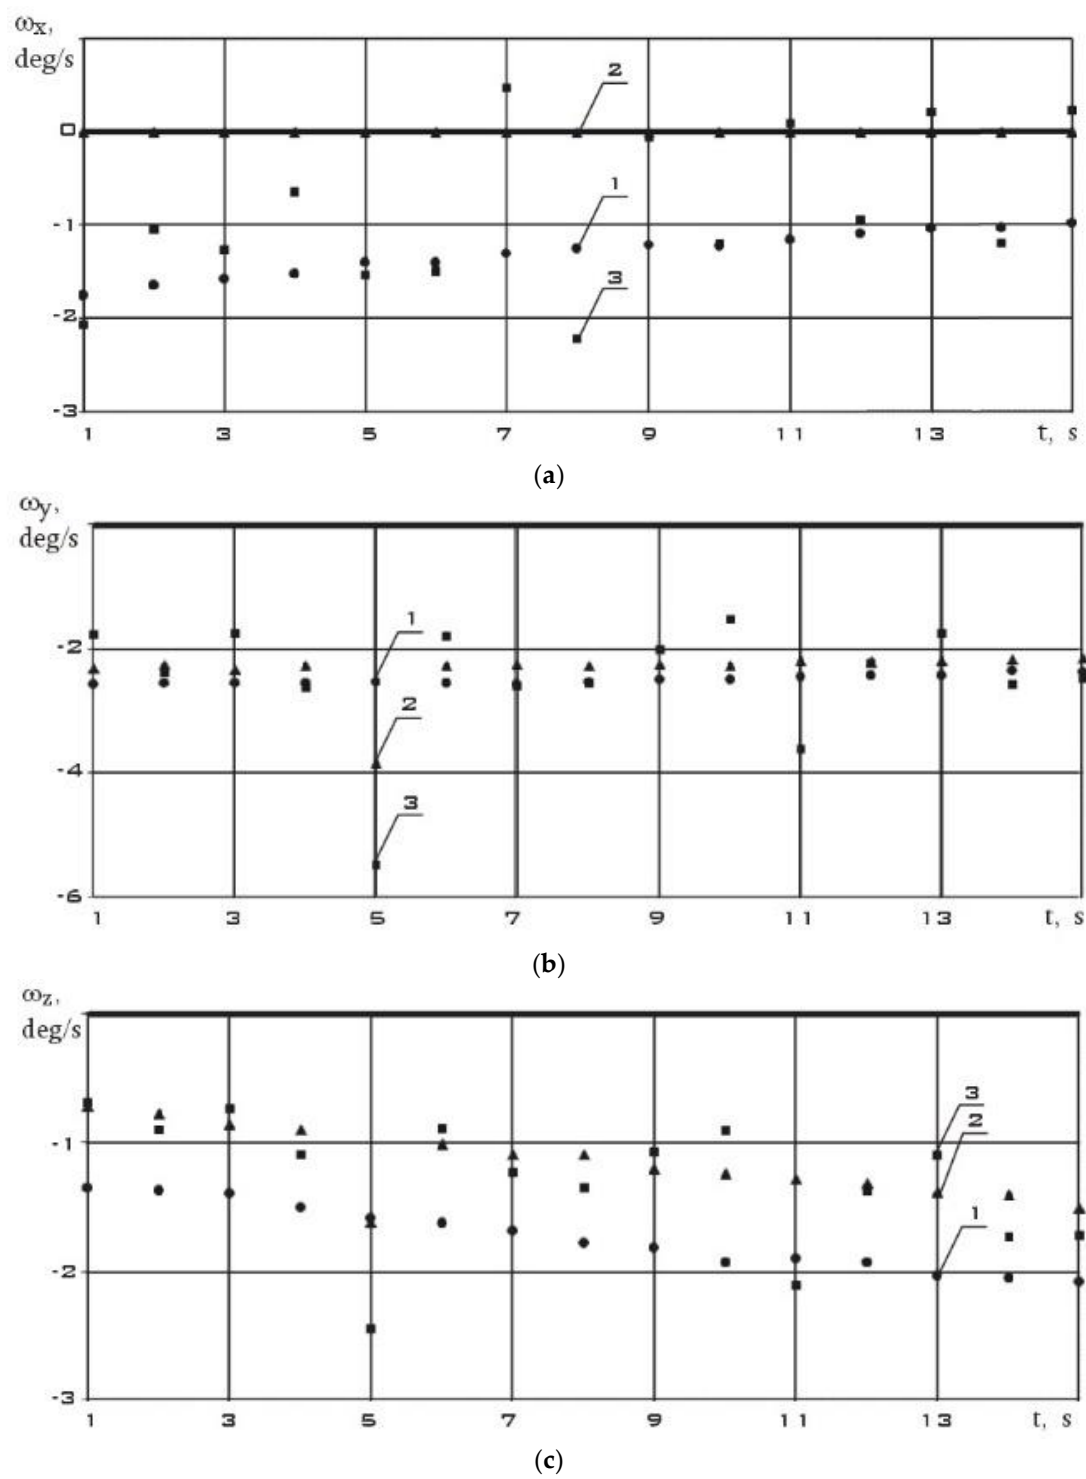 ωx,
deg/s
2
0
1
-1
3
-2
-3
1 3 5 7 9 11 13 t, s
(a)
ωy,
deg/s
1
-2
2
-4
3
-6
1 3 5 7 9 11 13 t, s
(b)
ωz,
deg/s
3
2
-1
1
-2
-3
1 3 5 7 9 11 13 t, s
(c)